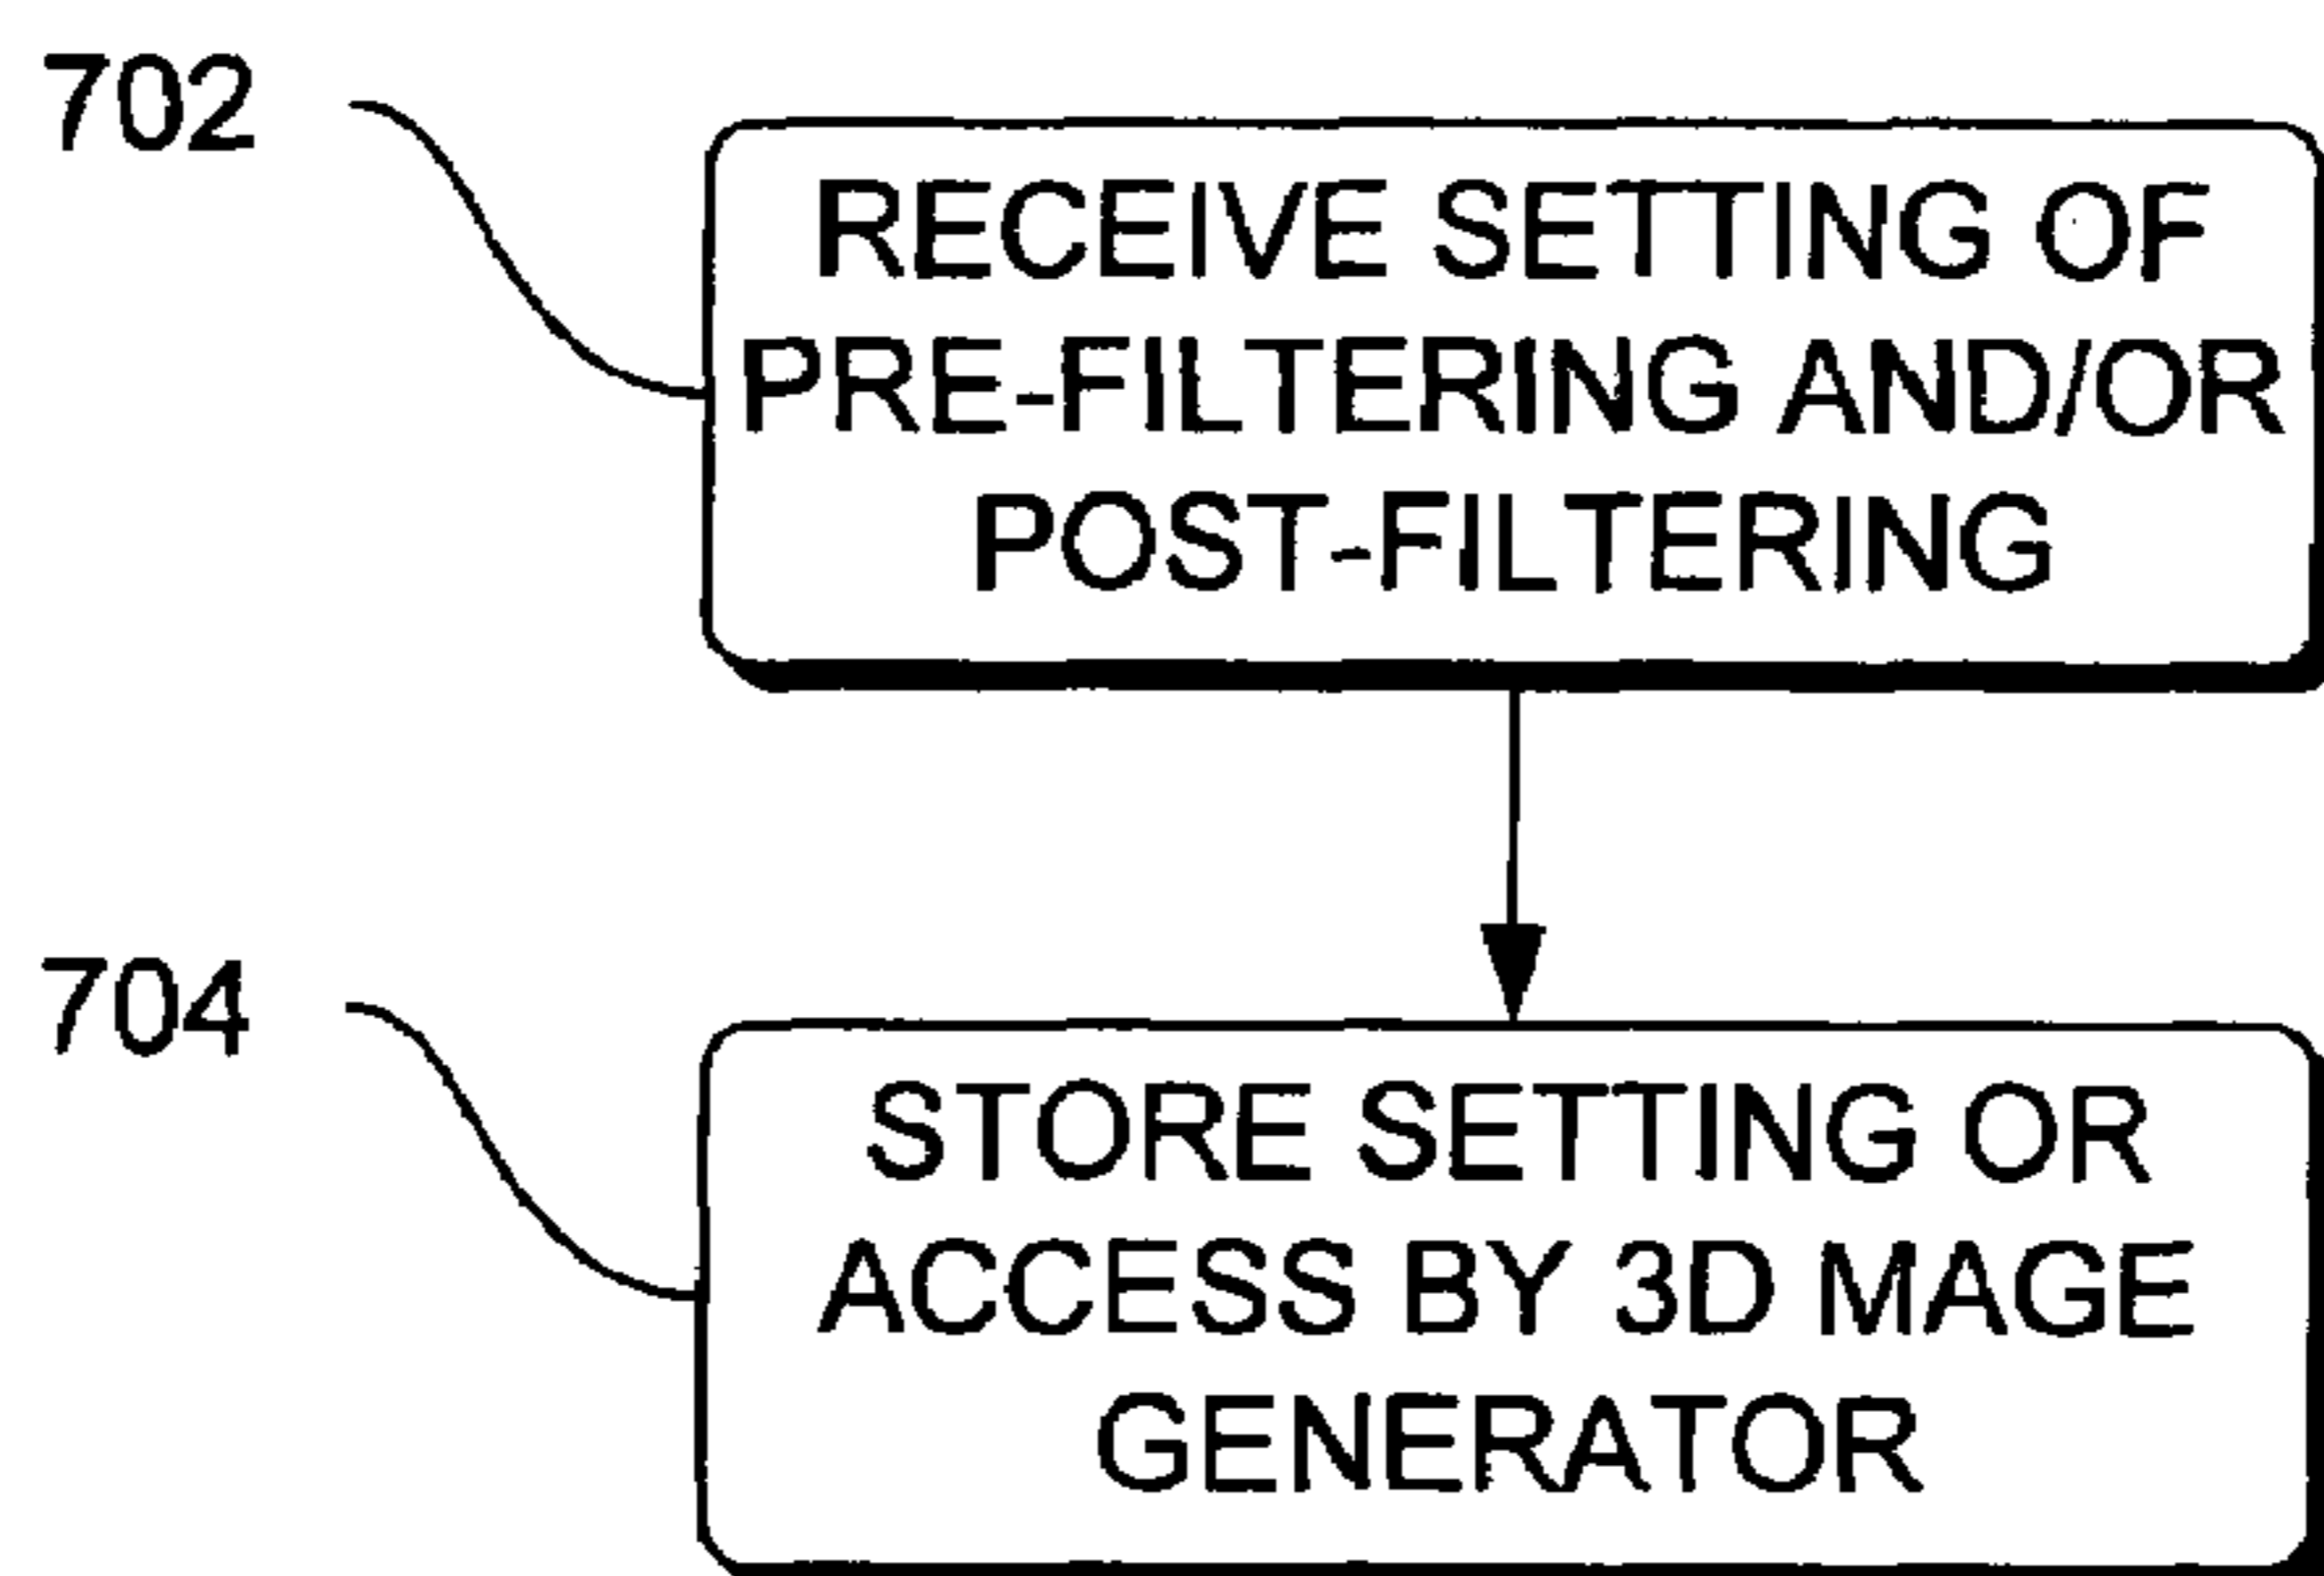 702
RECEIVE SETTING OF
PRE-FILTERING AND/OR
POST-FILTERING
704
STORE SETTING OR
ACCESS BY 3D MAGE
GENERATOR